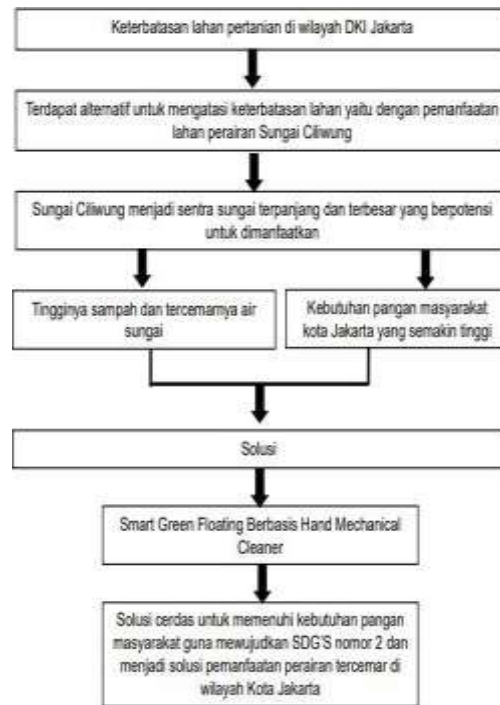 Keterbatasan lahan pertanian di wilayah DKI Jakarta
Terdapat alternatif untuk mengatasi keterbatasan lahan yaitu dengan pemanfaatan
lahan perairan Sungai Ciliwung
Sungai Ciliwung menjadi sentra sungai terpanjang dan terbesar yang berpotensi
untuk dimanfaatkan
Tingginya sampah dan tercemarnya air
sungai
Kebutuhan pangan masyarakat
kota Jakarta yang semakin tinggi
Solusi
Smart Green Floating Berbasis Hand Mechanical
Cleaner
Solusi cerdas untuk memenuhi kebutuhan pangan
masyarakat guna mewujudkan SDG'S nomor 2 dan
menjadi solusi pemanfaatan perairan tercemar di
wilayah Kota Jakarta